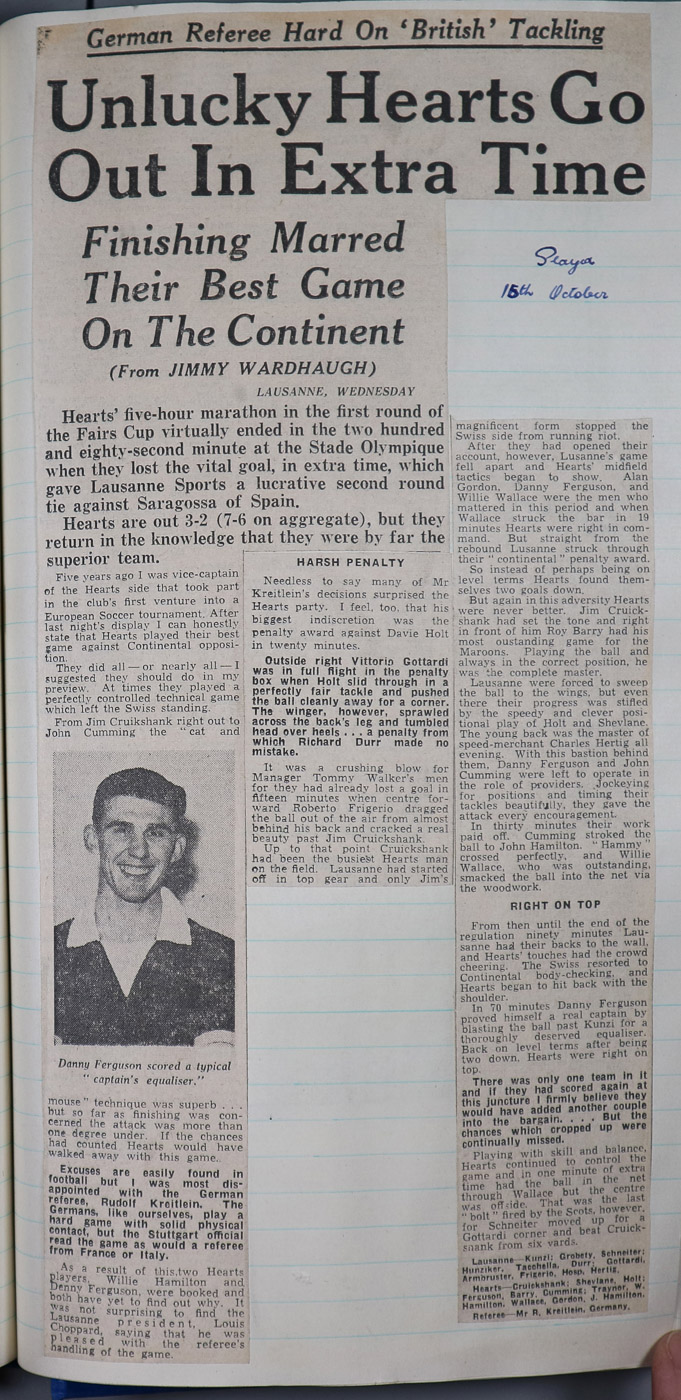 German Referee Hard On ‘British’ Tackling
Unlucky Hearts Go
Out In Extra Time
Finishing Marred
Their Best Game
On The Continent
(From JIMMY WARDHAUGH)
LAUSANNE, WEDNESDAY
15th October
Hearts’ five-hour marathon in the first round of
the Fairs Cup virtually ended in the two hundred
and eighty-second minute at the Stade Olympique
when they lost the vital goal, in extra time, which
gave Lausanne Sports a lucrative second round
tie against Saragossa of Spain.
Hearts are out 3-2 (7-6 on aggregate), but they
return in the knowledge that they were by far the
superior team.
Five years ago I was vice-captain
of the Hearts side that took part
in the club’s first venture into a
European Soccer tournament. After
last night’s display I can honestly
state that Hearts played their best
game against Continental opposi-
tion.
They did all — or nearly all — I
suggested they should do in my
preview. At times they played a
perfectly controlled technical game
which left the Swiss standing.
From Jim Cruikshank right out to
John Cumming the “cat and
Danny Ferguson scored a typical
“captain’s equaliser.”
mouse” technique was superb . . .
but so far as finishing was con-
cerned the attack was more than
one degree under. If the chances
had counted Hearts would have
walked away with this game.
Excuses are easily found in
football but I was most dis-
appointed with the German
referee, Rudolf Kreitlein. The
Germans, like ourselves, play a
hard game with solid physical
contact, but the Stuttgart official
read the game as would a referee
from France or Italy.
As a result of this two Hearts
players, Willie Hamilton and
Denny Ferguson, were booked and
both have yet to find out why. It
was not surprising to find the
Lausanne president, Louis
Choppard, saying that he was
pleased with the referee’s
handling of the game.
HARSH PENALTY
Needless to say many of Mr
Kreitlein’s decisions surprised the
Hearts party. I feel, too, that his
biggest indiscretion was the
penalty award against Davie Holt
in twenty minutes.
Outside right Vittorio Gottardi
was in full flight in the penalty
box when Holt slid through in a
perfectly fair tackle and pushed
the ball cleanly away for a corner.
The winger, however, sprawled
across the back’s leg and tumbled
head over heels . . . a penalty from
which Richard Durr made no
mistake.
It was a crushing blow for
Manager Tommy Walker’s men
for they had already lost a goal in
fifteen minutes when centre for-
ward Roberto Frigerio dragged
the ball out of the air from almost
behind his back and cracked a real
beauty past Jim Cruickshank.
Up to that point Cruickshank
had been the busiest Hearts man
on the field. Lausanne had started
off in top gear and only Jim’s
magnificent form stopped the
Swiss side from running riot.
After they had opened their
account, however, Lusanne’s game
fell apart and Hearts’ midfield
tactics began to show. Alan
Gordon, Danny Ferguson, and
Willie Wallace were the men who
mattered in this period and when
Wallace struck the bar in 19
minutes Hearts were right in com-
mand. But straight from the
rebound Lusanne struck through
their “continental” penalty award.
So instead of perhaps being on
level terms Hearts found them-
selves two goals down.
But again in this adversity Hearts
were never better. Jim Cruick-
shank had set the tone and right
in front of him Roy Barry had his
most oustanding game for the
Maroons. Playing the ball and
always in the correct position, he
was the complete master.
Lausanne were forced to sweep
the ball to the wings, but even
there their progress was stifled
by the speedy and clever posi-
tional play of Holt and Shevlane.
The young back was the master of
speed-merchant Charles Hertig all
evening. With this bastion behind
them, Danny Ferguson and John
Cumming were left to operate in
the role of providers. Jockeying
for positions and timing their
tackles beautifully, they gave the
attack every encouragement.
In thirty minutes their work
paid off. Cumming stroked the
ball to John Hamilton. “Hammy”
crossed perfectly, and Willie
Wallace, who was outstanding,
smacked the ball into the net via
the woodwork.
RIGHT ON TOP
From then until the end of the
regulation ninety minutes Lau-
sanne had their backs to the wall,
and Hearts’ touches had the crowd
cheering. The Swiss resorted to
Continental body-checking, and
Hearts began to hit back with the
shoulder.
In 70 minutes Danny Ferguson
proved himself a real captain by
blasting the ball past Kunzi for a
thoroughly deserved equaliser.
Back on level terms after being
two down, Hearts were right on
top.
There was only one team in it
and if they had scored again at
this juncture I firmly believe they
would have added another couple
into the bargain. . . . But the
chances which cropped up were
continually missed.
Playing with skill and balance,
Hearts continued to control the
game and in one minute of extra
time had the ball in the net
through Wallace but the centre
was offside. That was the last
“bolt” fired by the Scots, however,
for Schneiter moved up for a
Gottardi corner and beat Cruick-
shank from six yards.
Lausanne—Kunzi; Grobety, Schneiter;
Hunziker, Tacchella, Durr; Gottardi,
Armbruster, Frigerio, Hosp, Hertig.
Hearts—Cruickshank; Shevlane, Holt;
Ferguson, Barry, Cumming; Traynor, W.
Hamilton, Wallace, Gordon, J. Hamilton.
Referee—Mr R. Kreitlein, Germany.